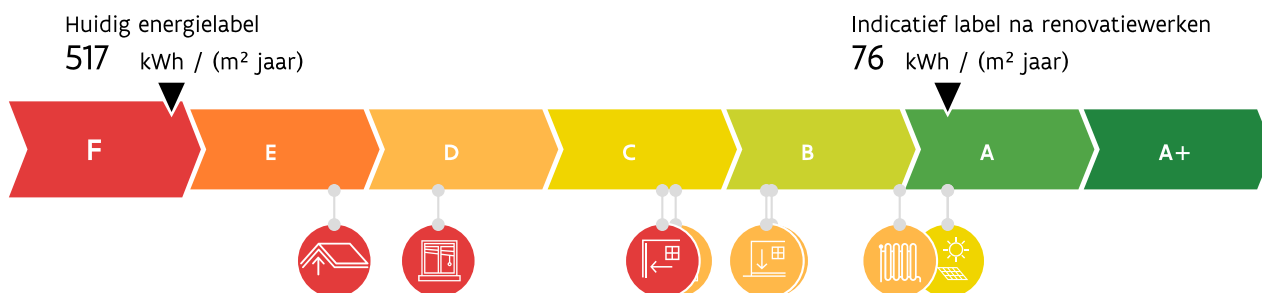 Huidig energielabel
517 kWh / (m² jaar)
Indicatief label na renovatiewerken
76 kWh / (m² jaar)
F E D C B A A+